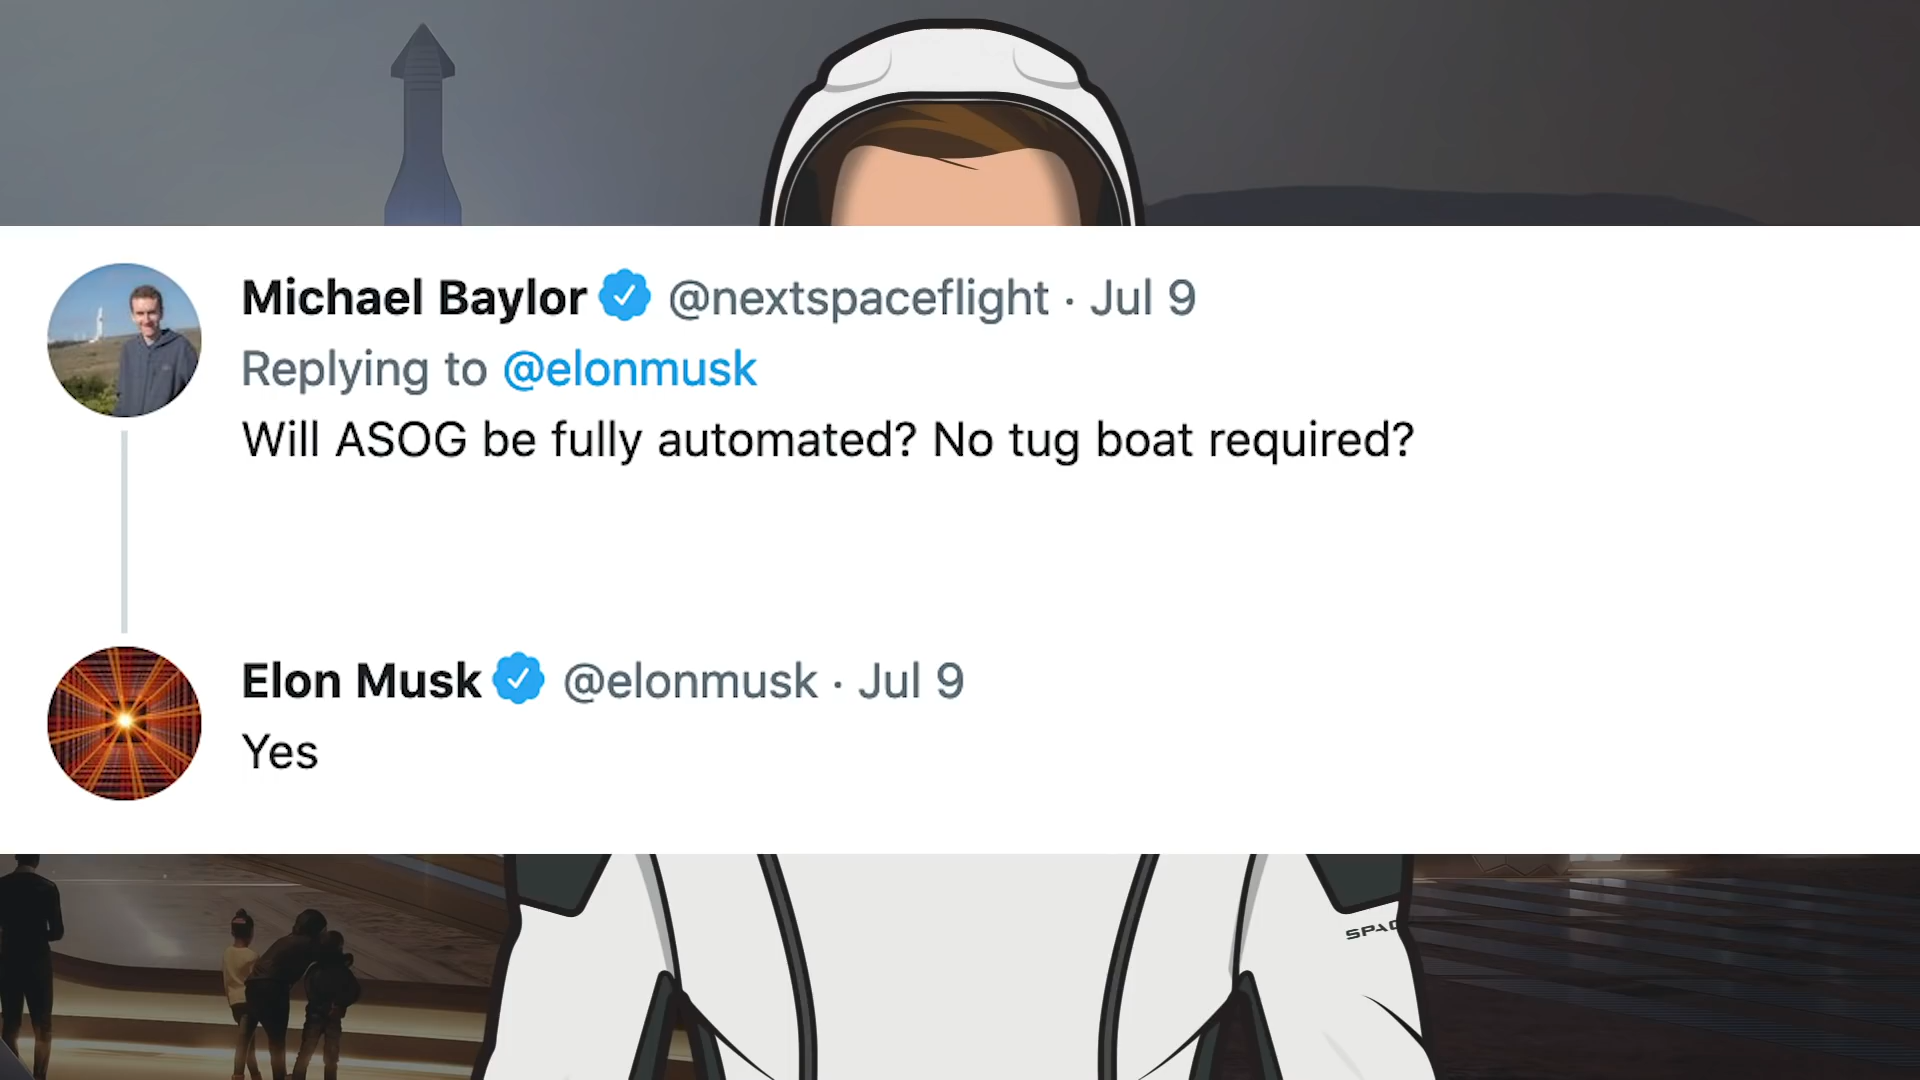 Michael Baylor @nextspaceflight · Jul 9
Replying to @elonmusk
Will ASOG be fully automated? No tug boat required?
Elon Musk @elonmusk · Jul 9
Yes
SPAC